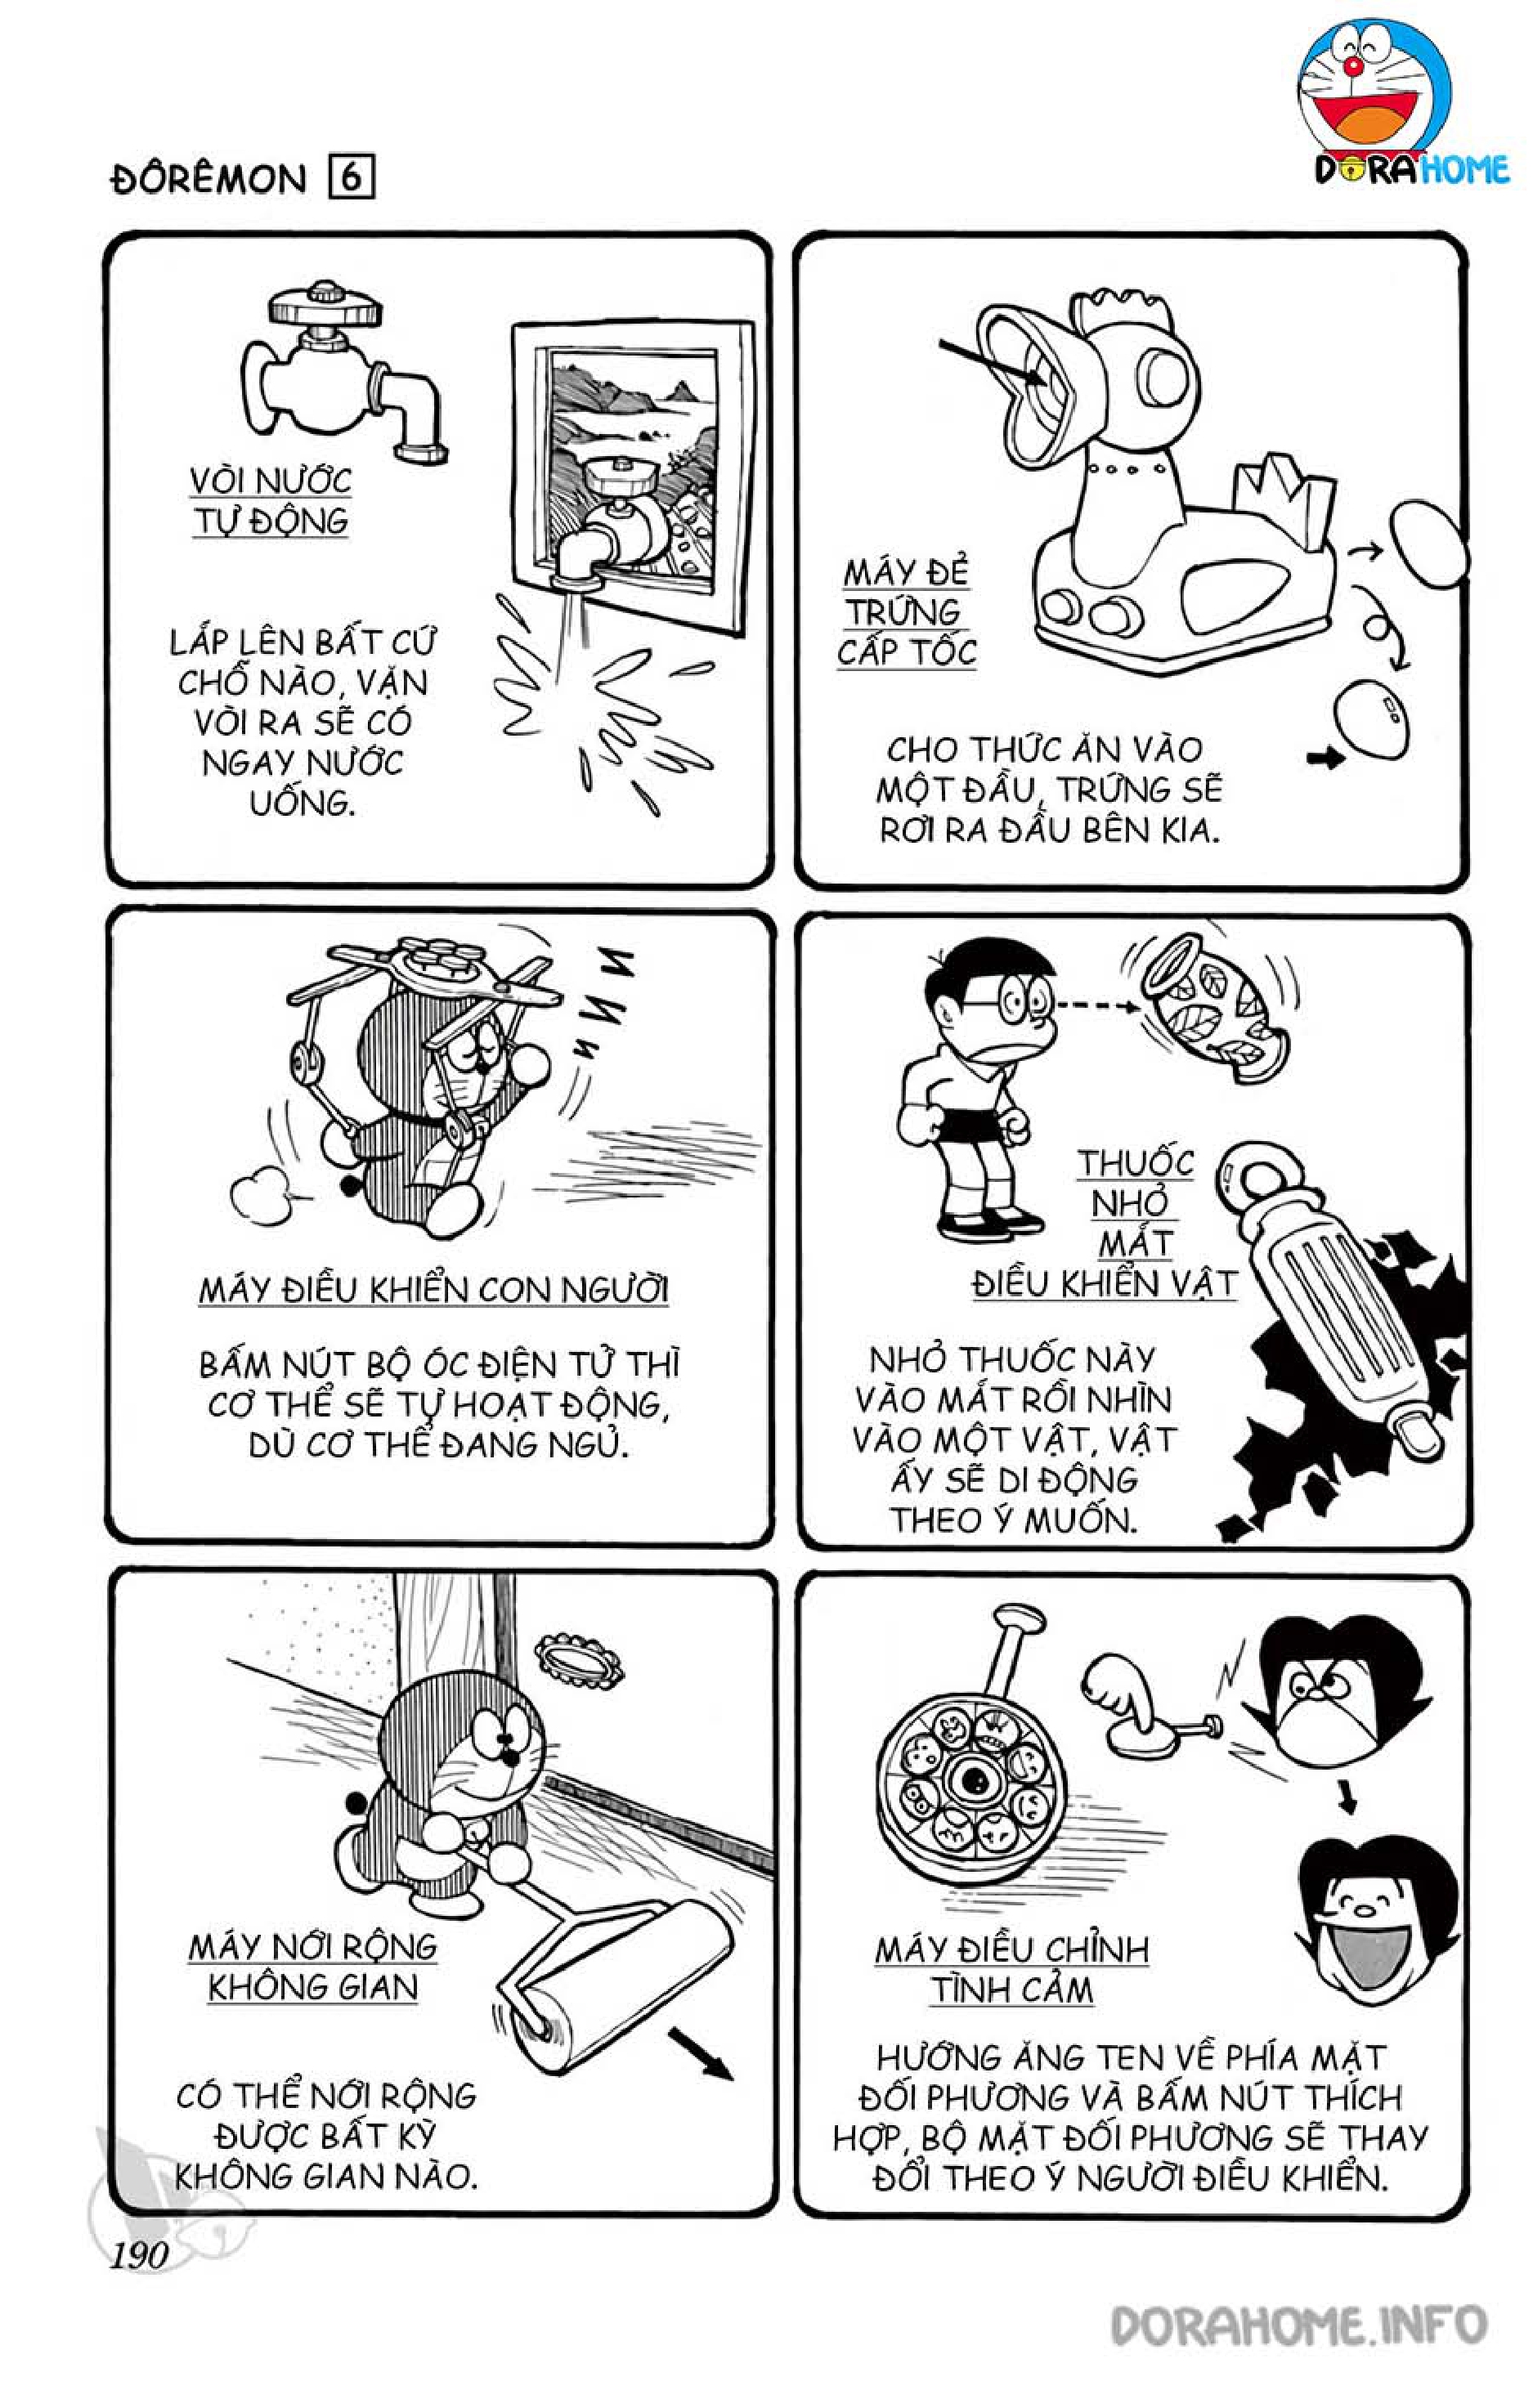 DORAHOME
ĐÔRÊMON 6
VÒI NƯỚC
TỰ ĐỘNG
LẮP LÊN BẤT CỨ
CHỖ NÀO, VẶN
VÒI RA SẼ CÓ
NGAY NƯỚC
UỐNG.
MÁY ĐẺ
TRỨNG
CẤP TỐC
CHO THỨC ĂN VÀO
MỘT ĐẦU, TRỨNG SẼ
RƠI RA ĐẦU BÊN KIA.
MÁY ĐIỀU KHIỂN CON NGƯỜI
BẤM NÚT BỘ ÓC ĐIỆN TỬ THÌ
CƠ THỂ SẼ TỰ HOẠT ĐỘNG,
DÙ CƠ THỂ ĐANG NGỦ.
THUỐC
NHỎ
MẮT
ĐIỀU KHIỂN VẬT
NHỎ THUỐC NÀY
VÀO MẮT RỒI NHÌN
VÀO MỘT VẬT, VẬT
ẤY SẼ DI ĐỘNG
THEO Ý MUỐN.
MÁY NỚI RỘNG
KHÔNG GIAN
CÓ THỂ NỚI RỘNG
ĐƯỢC BẤT KỲ
KHÔNG GIAN NÀO.
MÁY ĐIỀU CHỈNH
TÌNH CẢM
HƯỚNG ĂNG TEN VỀ PHÍA MẶT
ĐỐI PHƯƠNG VÀ BẤM NÚT THÍCH
HỢP, BỘ MẶT ĐỐI PHƯƠNG SẼ THAY
ĐỔI THEO Ý NGƯỜI ĐIỀU KHIỂN.
190
DORAHOME.INFO